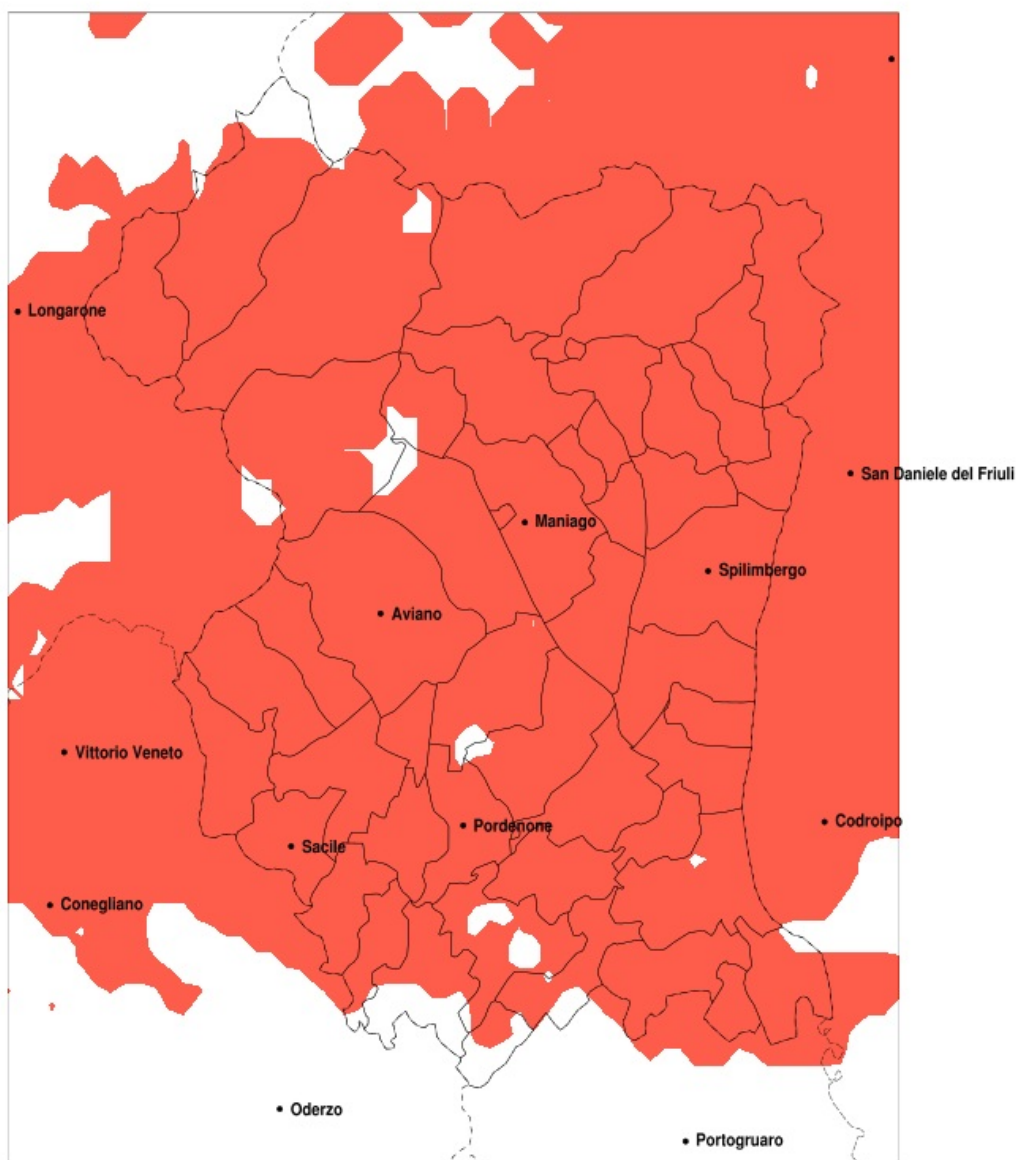 Longarone
San Daniele del Friuli
Maniago
Spilimbergo
Aviano
Vittorio Veneto
Codroipo
Pordenone
Sacile
Conegliano
Oderzo
Portogruaro